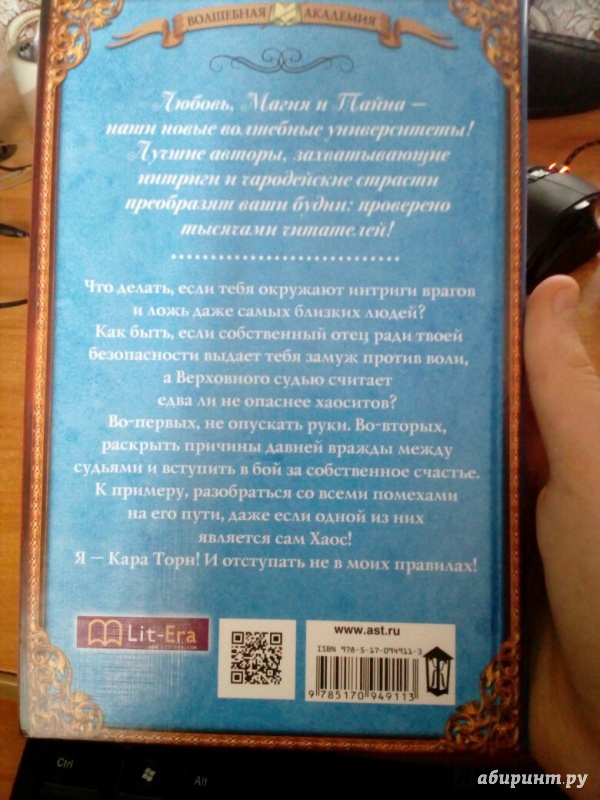 ВОЛШЕБНАЯ АКАДЕМИЯ
Любовь, Магия и Тайна —
наши новые волшебные университеты!
Лучшие авторы, захватывающие
интриги и чародейские страсти
преобразят ваши будни: проверено
тысячами читателей!
Что делать, если тебя окружают интриги врагов
и ложь даже самых близких людей?
Как быть, если собственный отец ради твоей
безопасности выдает тебя замуж против воли,
а Верховного судью считает
едва ли не опаснее хаоситов?
Во-первых, не опускать руки. Во-вторых,
раскрыть причины давней вражды между
судьями и вступить в бой за собственное счастье.
К примеру, разобраться со всеми помехами
на его пути, даже если одной из них
является сам Хаос!
Я — Кара Торн! И отступать не в моих правилах!
Lit-Era
www.ast.ru
ISBN 978-5-17-094911-3
9 785170 949113
Ctrl
Alt
абиринт.ру